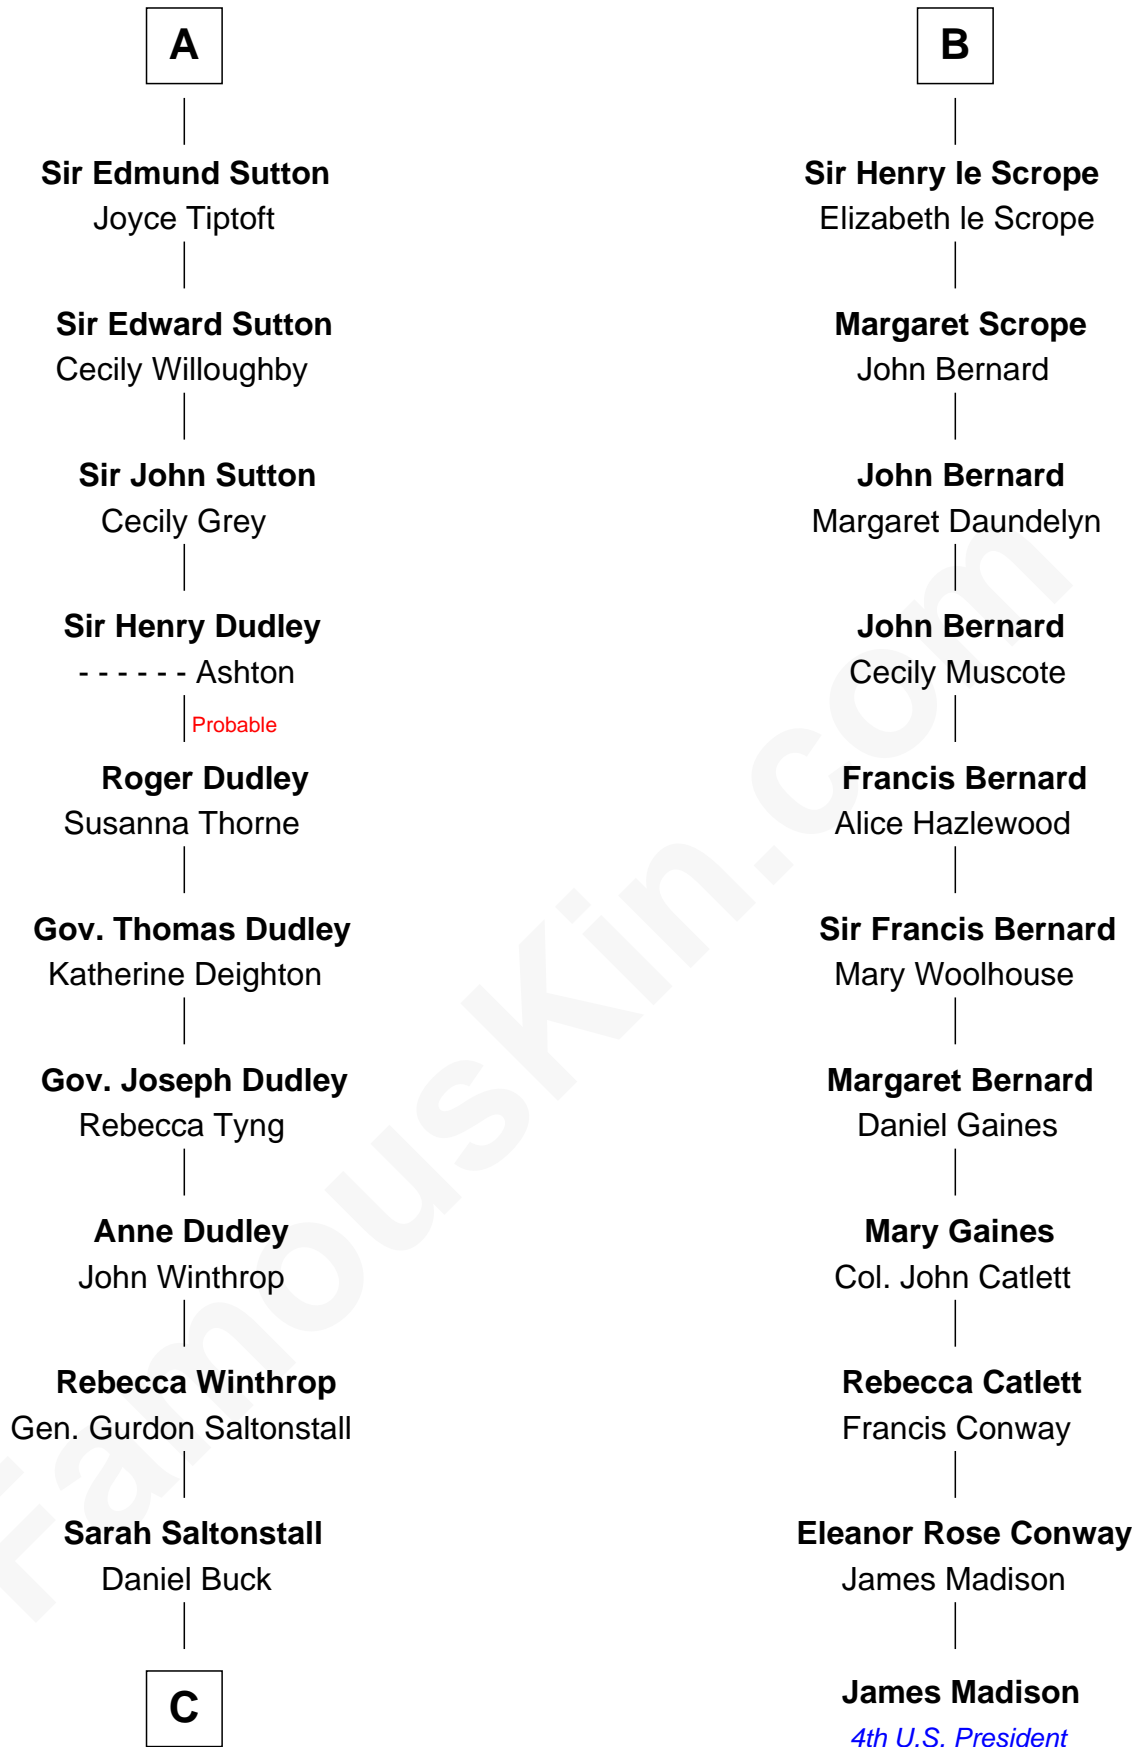 A
Sir Edmund Sutton
Joyce Tiptoft
Sir Edward Sutton
Cecily Willoughby
Sir John Sutton
Cecily Grey
Sir Henry Dudley
- - - - - - Ashton
Probable
Roger Dudley
Susanna Thorne
Gov. Thomas Dudley
Katherine Deighton
Gov. Joseph Dudley
Rebecca Tyng
Anne Dudley
John Winthrop
Rebecca Winthrop
Gen. Gurdon Saltonstall
Sarah Saltonstall
Daniel Buck
C
B
Sir Henry le Scrope
Elizabeth le Scrope
Margaret Scrope
John Bernard
John Bernard
Margaret Daundelyn
John Bernard
Cecily Muscote
Francis Bernard
Alice Hazlewood
Sir Francis Bernard
Mary Woolhouse
Margaret Bernard
Daniel Gaines
Mary Gaines
Col. John Catlett
Rebecca Catlett
Francis Conway
Eleanor Rose Conway
James Madison
James Madison
4th U.S. President
FamousKin.com